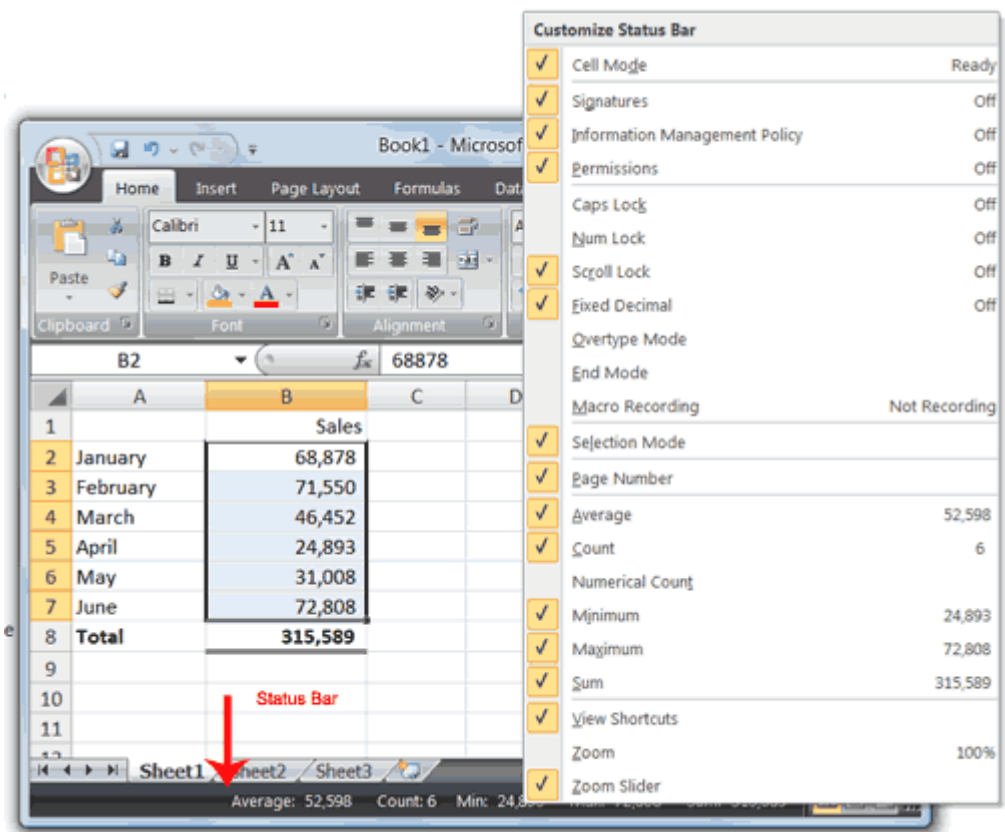 Customize Status Bar
Cell Mode Ready
Signatures Off
Information Management Policy Off
Permissions Off
Caps Lock Off
Num Lock Off
Scroll Lock Off
Fixed Decimal Off
Overtype Mode
End Mode
Macro Recording Not Recording
Selection Mode
Page Number
Average 52,598
Count 6
Numerical Count
Minimum 24,893
Maximum 72,808
Sum 315,589
View Shortcuts
Zoom 100%
Zoom Slider
Book1 - Microsof
Home Insert Page Layout Formulas Data
Calibri 11 A
Paste B I U A A
A
Clipboard Font Alignment
B2 fx 68878
A B C D
1 Sales
2 January 68,878
3 February 71,550
4 March 46,452
5 April 24,893
6 May 31,008
7 June 72,808
e
8 Total 315,589
9
10 Status Bar
11
12
Sheet1 Sheet2 Sheet3
Average: 52,598 Count: 6 Min: 24,893